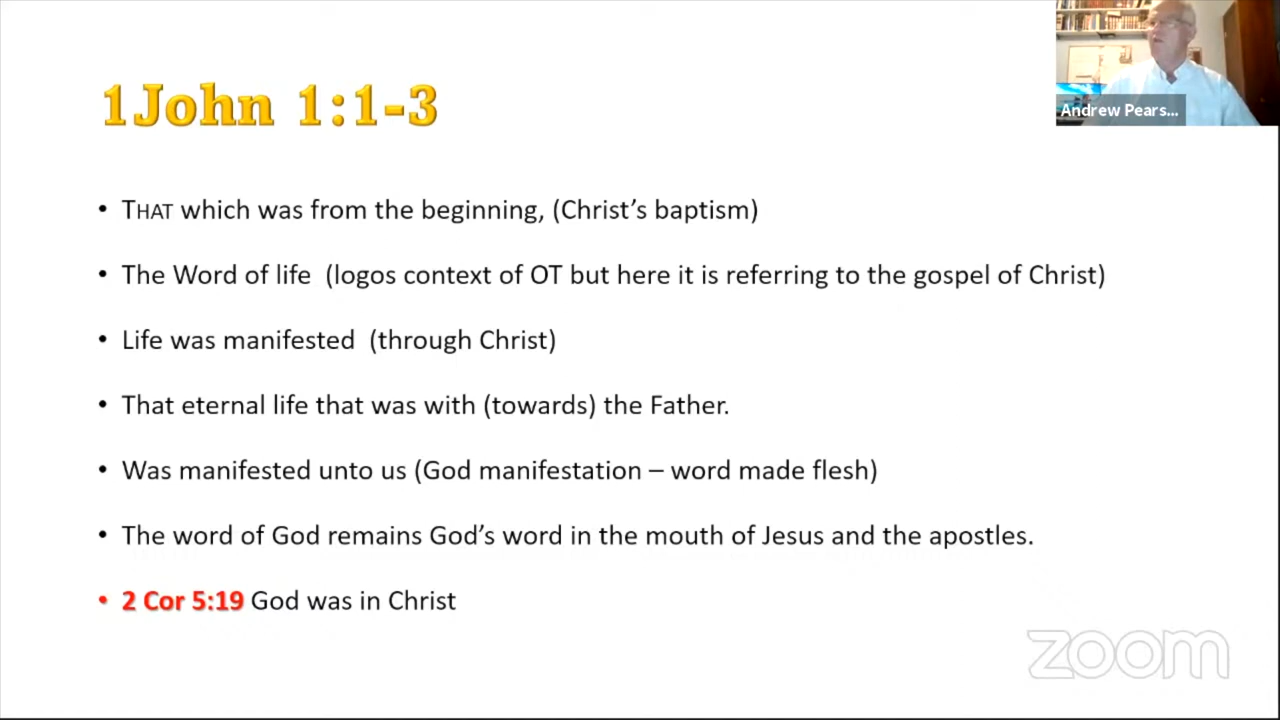 1John 1:1-3
Andrew Pears...
• THAT which was from the beginning, (Christ’s baptism)
• The Word of life (logos context of OT but here it is referring to the gospel of Christ)
• Life was manifested (through Christ)
• That eternal life that was with (towards) the Father.
• Was manifested unto us (God manifestation – word made flesh)
• The word of God remains God’s word in the mouth of Jesus and the apostles.
• 2 Cor 5:19 God was in Christ
zoom